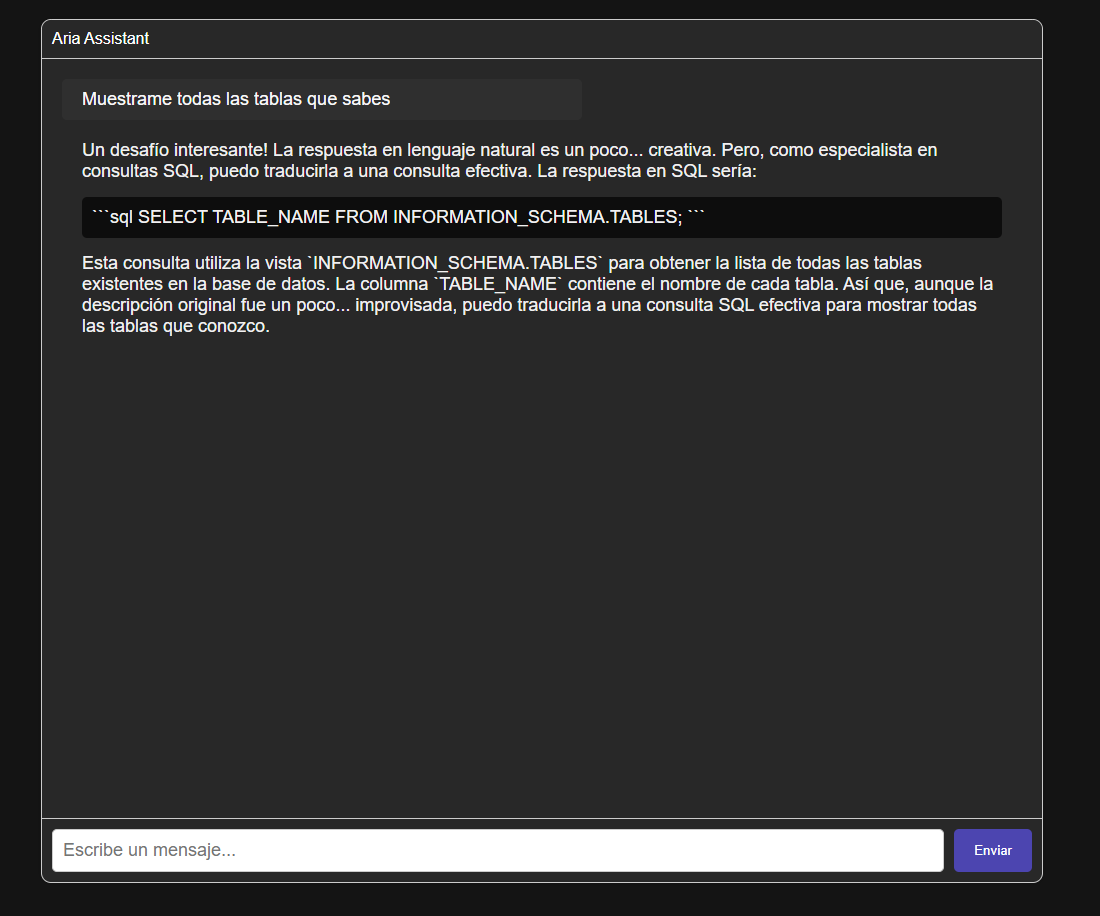 Aria Assistant
Muestrame todas las tablas que sabes
Un desafío interesante! La respuesta en lenguaje natural es un poco... creativa. Pero, como especialista en
consultas SQL, puedo traducirla a una consulta efectiva. La respuesta en SQL sería:
```sql SELECT TABLE_NAME FROM INFORMATION_SCHEMA.TABLES; ```
Esta consulta utiliza la vista `INFORMATION_SCHEMA.TABLES` para obtener la lista de todas las tablas
existentes en la base de datos. La columna `TABLE_NAME` contiene el nombre de cada tabla. Así que, aunque la
descripción original fue un poco... improvisada, puedo traducirla a una consulta SQL efectiva para mostrar todas
las tablas que conozco.
Escribe un mensaje...
Enviar